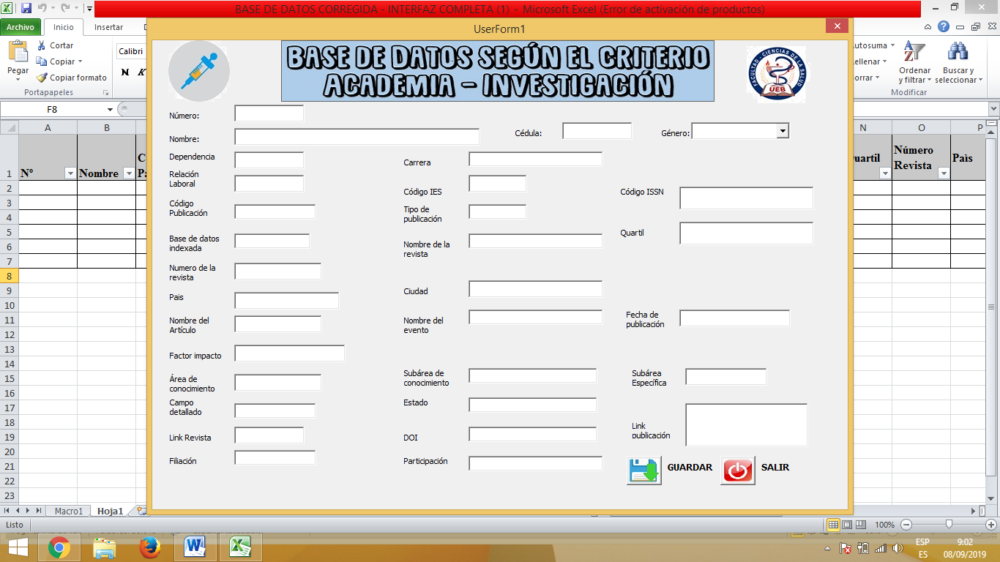 BASE DE DATOS CORREGIDA - INTERFAZ COMPLETA (1) - Microsoft Excel (Error de activación de productos)
Archivo
Inicio
Insertar
UserForm1
Pegar
Cortar
Copiar
Copiar formato
Portapapeles
Calibri
N K
Ordenar
y filtrar
Buscar y
seleccionar
Modificar
F8
BASE DE DATOS SEGÚN EL CRITERIO
ACADEMIA - INVESTIGACIÓN
FACULTAD - CIENCIAS DE LA SALUD
UEB
A B N O P
1 Nº Nombre
Número
Revista
Paìs
2
3
4
5
6
7
8
9
10
11
12
13
14
15
16
17
18
19
20
21
22
23
Número:
Nombre:
Cédula:
Género:
Dependencia
Carrera
Relación
Laboral
Código IES
Código ISSN
Código
Publicación
Tipo de
publicación
Quartil
Base de datos
indexada
Nombre de la
revista
Numero de la
revista
Pais
Ciudad
Nombre del
Artículo
Nombre del
evento
Fecha de
publicación
Factor impacto
Área de
conocimiento
Subárea de
conocimiento
Subárea
Específica
Campo
detallado
Estado
Link Revista
DOI
Link
publicación
Filiación
Participación
GUARDAR
SALIR
Macro1
Hoja1
Listo
100%
ESP
ES
9:02
08/09/2019